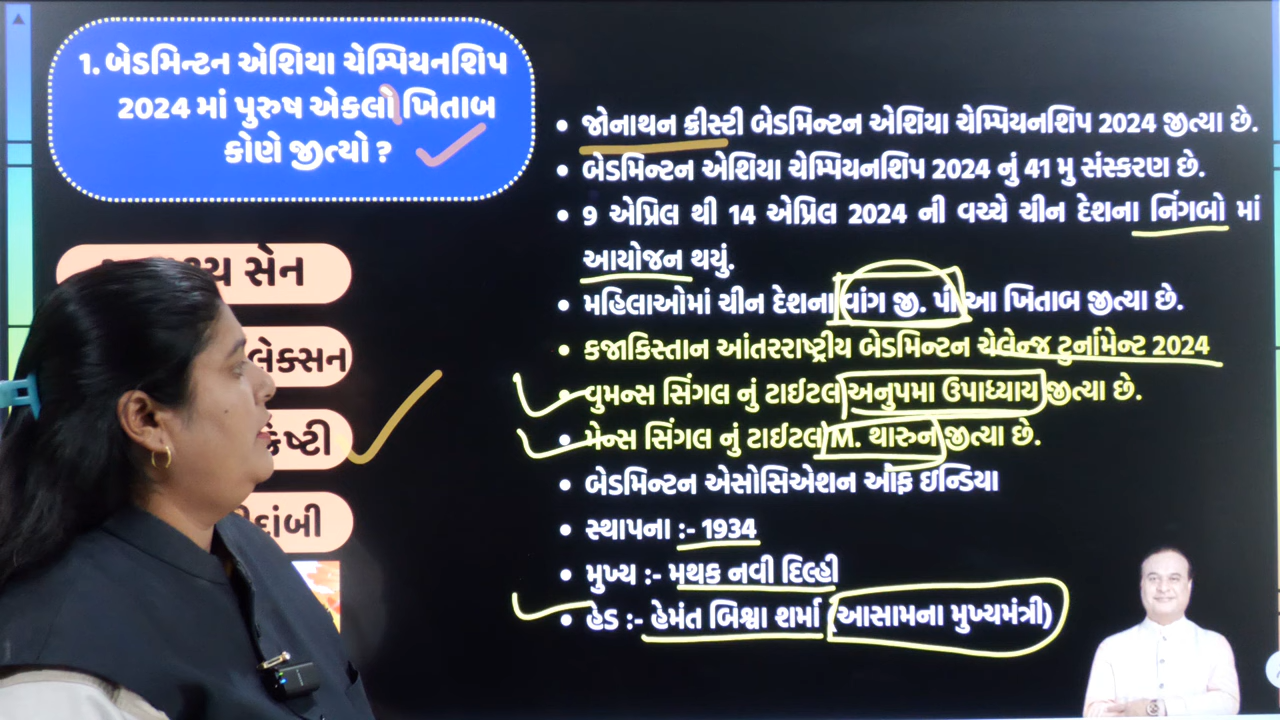 1. બેડમિન્ટન એશિયા ચેમ્પિયનશિપ
2024 માં પુરુષ એકલો ખિતાબ
કોણે જીત્યો ?
સેન
લેક્સન
• જોનાથન ક્રીસ્ટી બેડમિન્ટન એશિયા ચેમ્પિયનશિપ 2024 જીત્યા છે.
• બેડમિન્ટન એશિયા ચેમ્પિયનશિપ 2024 નું 41 મુ સંસ્કરણ છે.
• 9 એપ્રિલ થી 14 એપ્રિલ 2024 ની વચ્ચે ચીન દેશના નિંગબો માં
આયોજન થયું.
• મહિલાઓમાં ચીન દેશના વાંગ જી. પી આ ખિતાબ જીત્યા છે.
• કજાકિસ્તાન આંતરરાષ્ટ્રીય બેડમિન્ટન ચેલેન્જ ટુર્નામેન્ટ 2024
• વુમન્સ સિંગલ નું ટાઈટલ અનુપમા ઉપાધ્યાય જીત્યા છે.
• મેન્સ સિંગલ નું ટાઈટલ M. થારુન જીત્યા છે.
• બેડમિન્ટન એસોસિએશન ઓફ ઇન્ડિયા
• સ્થાપના :- 1934
• મુખ્ય :- મથક નવી દિલ્હી
• હેડ :- હેમંત બિશ્વા શર્મા (આસામના મુખ્યમંત્રી)